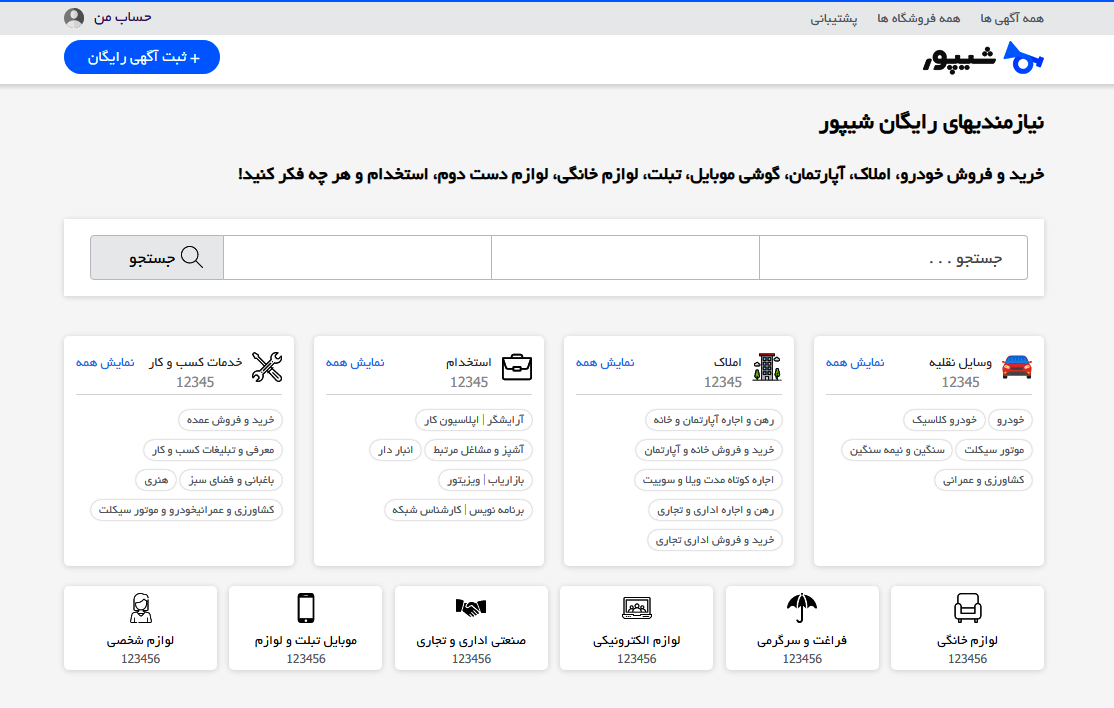 همه آگهی ها همه فروشگاه ها پشتیبانی حساب من
شیپور + ثبت آگهی رایگان
نیازمندیهای رایگان شیپور
خرید و فروش خودرو، املاک، آپارتمان، گوشی موبایل، تبلت، لوازم خانگی، لوازم دست دوم، استخدام و هر چه فکر کنید!
جستجو . . . جستجو
وسایل نقلیه نمایش همه
12345
خودرو خودرو کلاسیک
موتور سیکلت سنگین و نیمه سنگین
کشاورزی و عمرانی
املاک نمایش همه
12345
رهن و اجاره آپارتمان و خانه
خرید و فروش خانه و آپارتمان
اجاره کوتاه مدت ویلا و سوییت
رهن و اجاره اداری و تجاری
خرید و فروش اداری تجاری
استخدام نمایش همه
12345
آرایشگر | اپلاسیون کار
آشپز و مشاغل مرتبط انبار دار
بازاریاب | ویزیتور
برنامه نویس | کارشناس شبکه
خدمات کسب و کار نمایش همه
12345
خرید و فروش عمده
معرفی و تبلیغات کسب و کار
باغبانی و فضای سبز هنری
کشاورزی و عمرانیخودرو و موتور سیکلت
لوازم خانگی
123456
فراغت و سرگرمی
123456
لوازم الکترونیکی
123456
صنعتی اداری و تجاری
123456
موبایل تبلت و لوازم
123456
لوازم شخصی
123456